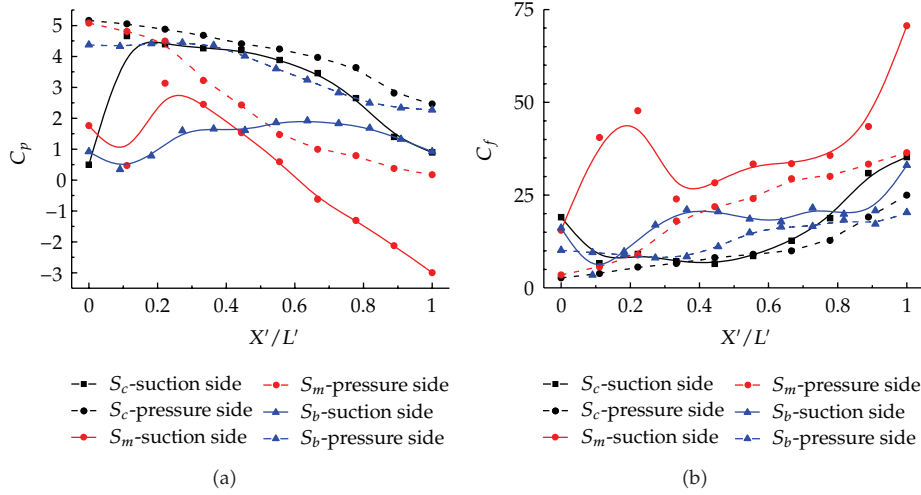 5
4
3
2
1
0
−1
−2
−3
C_p
0 0.2 0.4 0.6 0.8 1
X′/L′
S_c-suction side
S_c-pressure side
S_m-suction side
S_m-pressure side
S_b-suction side
S_b-pressure side
(a)
75
50
25
0
C_f
0 0.2 0.4 0.6 0.8 1
X′/L′
S_c-suction side
S_c-pressure side
S_m-suction side
S_m-pressure side
S_b-suction side
S_b-pressure side
(b)